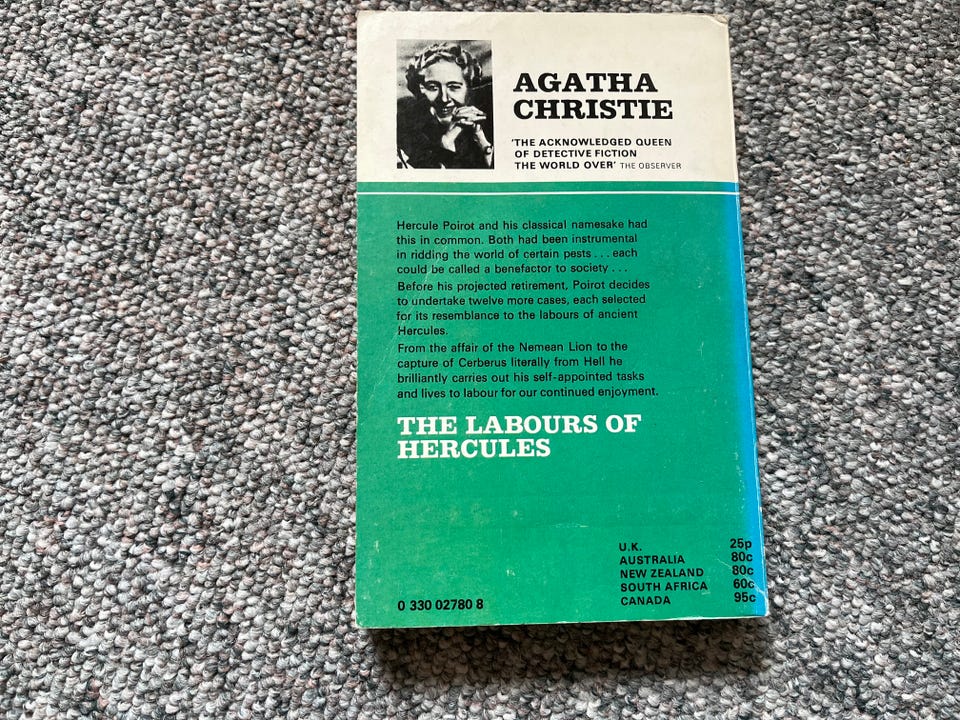 AGATHA
CHRISTIE
'THE ACKNOWLEDGED QUEEN
OF DETECTIVE FICTION
THE WORLD OVER' THE OBSERVER
Hercule Poirot and his classical namesake had
this in common. Both had been instrumental
in ridding the world of certain pests . . . each
could be called a benefactor to society . . .
Before his projected retirement, Poirot decides
to undertake twelve more cases, each selected
for its resemblance to the labours of ancient
Hercules.
From the affair of the Nemean Lion to the
capture of Cerberus literally from Hell he
brilliantly carries out his self-appointed tasks
and lives to labour for our continued enjoyment.
THE LABOURS OF
HERCULES
U.K. 25p
AUSTRALIA 80c
NEW ZEALAND 80c
SOUTH AFRICA 60c
CANADA 95c
0 330 02780 8